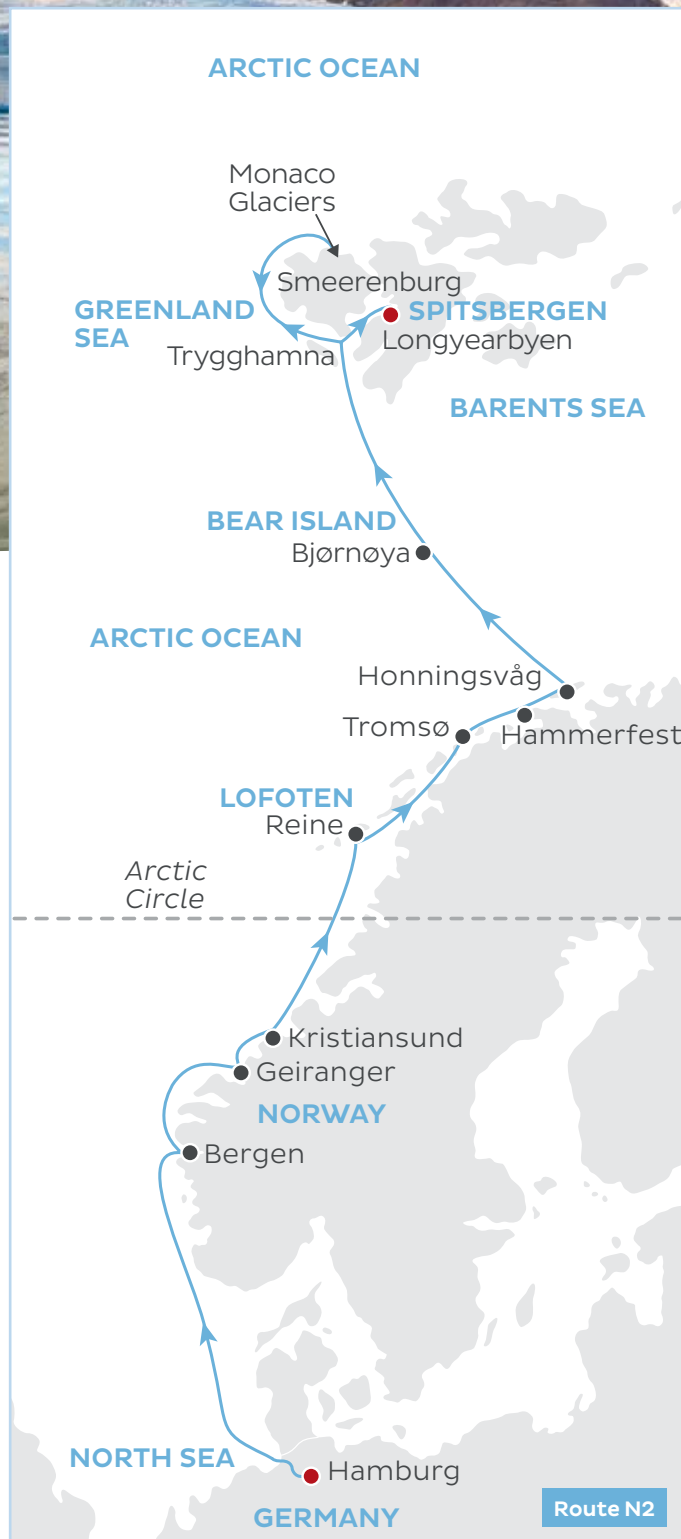 ARCTIC OCEAN
Monaco
Glaciers
Smeerenburg
GREENLAND
SEA
SPITSBERGEN
Trygghamna
Longyearbyen
BARENTS SEA
BEAR ISLAND
Bjørnøya
ARCTIC OCEAN
Honningsvåg
Tromsø
Hammerfest
LOFOTEN
Reine
Arctic
Circle
Kristiansund
Geiranger
NORWAY
Bergen
NORTH SEA
Hamburg
GERMANY
Route N2